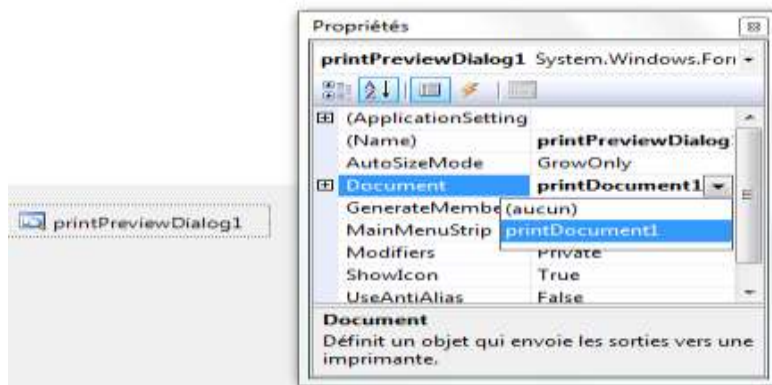 Propriétés
printPreviewDialog1 System.Windows.Forr
(ApplicationSetting
(Name) printPreviewDialog
AutoSizeMode GrowOnly
Document printDocument1
GenerateMembe (aucun)
MainMenuStrip printDocument1
Modifiers Private
ShowIcon True
UseAntiAlias False
Document
Définit un objet qui envoie les sorties vers une
imprimante.
printPreviewDialog1